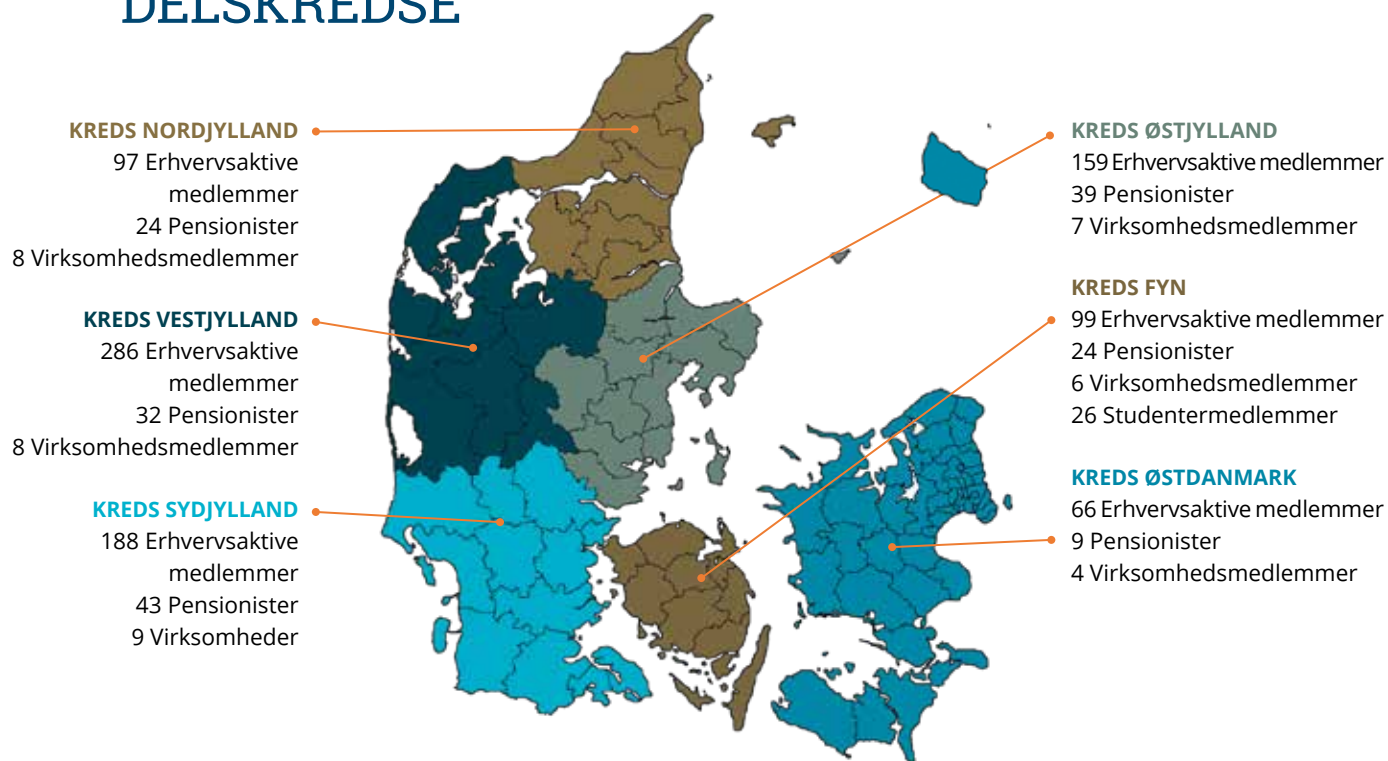 DELSKREDSE
KREDS NORDJYLLAND
97 Erhvervsaktive
medlemmer
24 Pensionister
8 Virksomhedsmedlemmer
KREDS VESTJYLLAND
286 Erhvervsaktive
medlemmer
32 Pensionister
8 Virksomhedsmedlemmer
KREDS SYDJYLLAND
188 Erhvervsaktive
medlemmer
43 Pensionister
9 Virksomheder
KREDS ØSTJYLLAND
159 Erhvervsaktive medlemmer
39 Pensionister
7 Virksomhedsmedlemmer
KREDS FYN
99 Erhvervsaktive medlemmer
24 Pensionister
6 Virksomhedsmedlemmer
26 Studentermedlemmer
KREDS ØSTDANMARK
66 Erhvervsaktive medlemmer
9 Pensionister
4 Virksomhedsmedlemmer